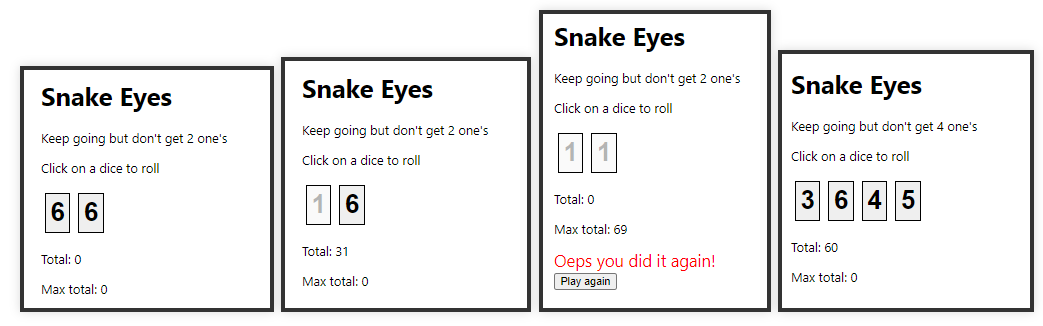 Snake Eyes
Keep going but don't get 2 one's
Click on a dice to roll
6 6
Total: 0
Max total: 0
Snake Eyes
Keep going but don't get 2 one's
Click on a dice to roll
1 6
Total: 31
Max total: 0
Snake Eyes
Keep going but don't get 2 one's
Click on a dice to roll
1 1
Total: 0
Max total: 69
Oeps you did it again!
Play again
Snake Eyes
Keep going but don't get 4 one's
Click on a dice to roll
3 6 4 5
Total: 60
Max total: 0